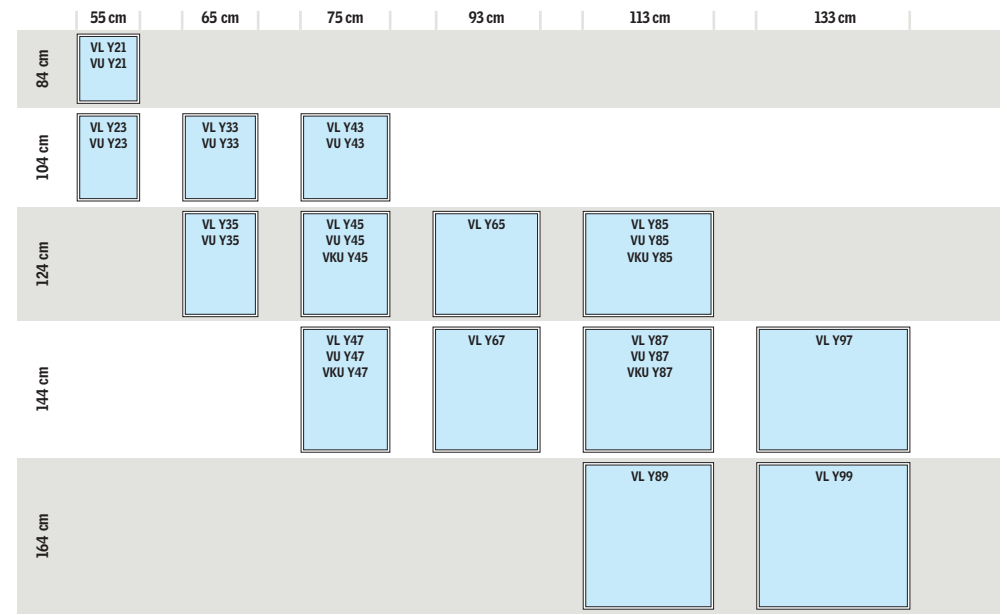 55 cm 65 cm 75 cm 93 cm 113 cm 133 cm
84 cm
VL Y21
VU Y21
104 cm
VL Y23
VU Y23
VL Y33
VU Y33
VL Y43
VU Y43
124 cm
VL Y35
VU Y35
VL Y45
VU Y45
VKU Y45
VL Y65
VL Y85
VU Y85
VKU Y85
144 cm
VL Y47
VU Y47
VKU Y47
VL Y67
VL Y87
VU Y87
VKU Y87
VL Y97
164 cm
VL Y89
VL Y99